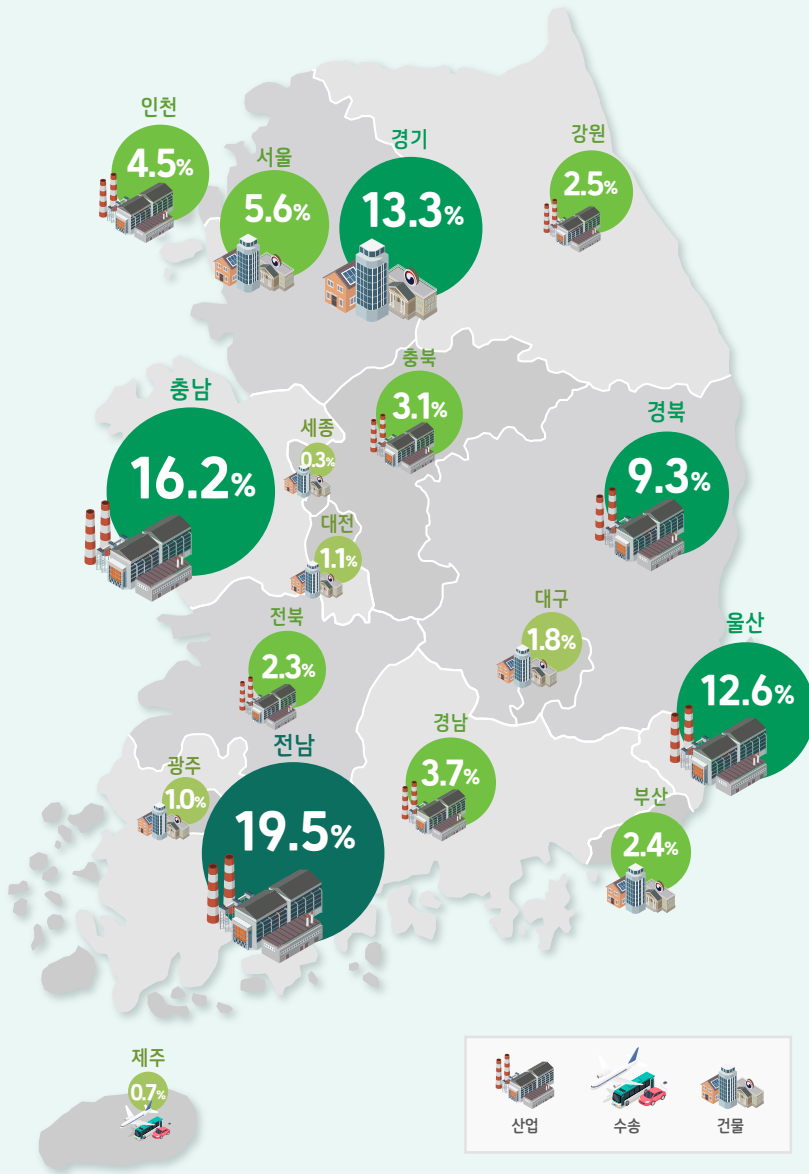 인천
4.5%
서울
5.6%
경기
13.3%
강원
2.5%
충남
16.2%
세종
0.3%
충북
3.1%
경북
9.3%
대전
1.1%
전북
2.3%
대구
1.8%
울산
12.6%
광주
1.0%
전남
19.5%
경남
3.7%
부산
2.4%
제주
0.7%
산업
수송
건물